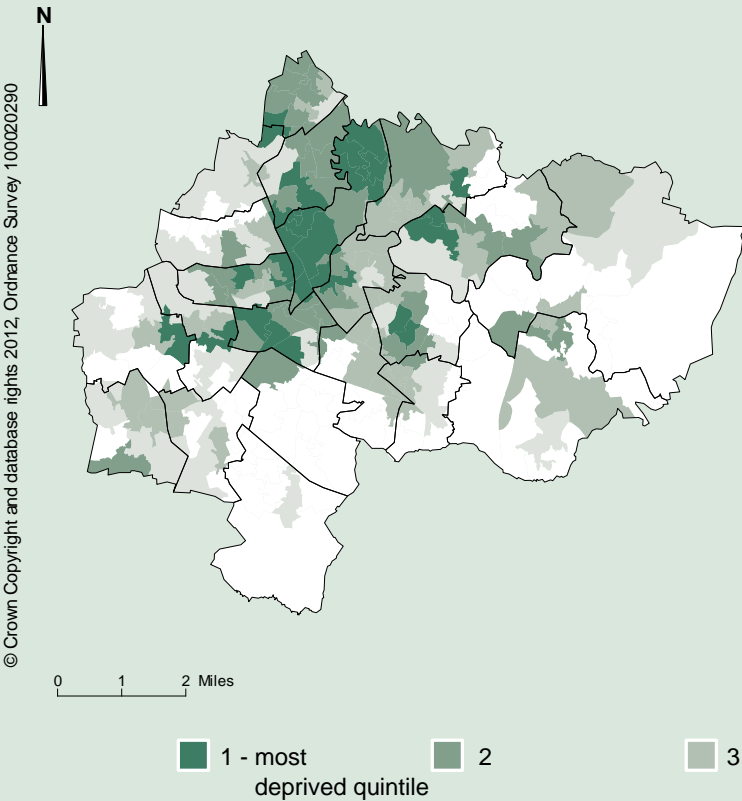 N
© Crown Copyright and database rights 2012, Ordnance Survey 100020290
0 1 2 Miles
1 - most
deprived quintile
2
3